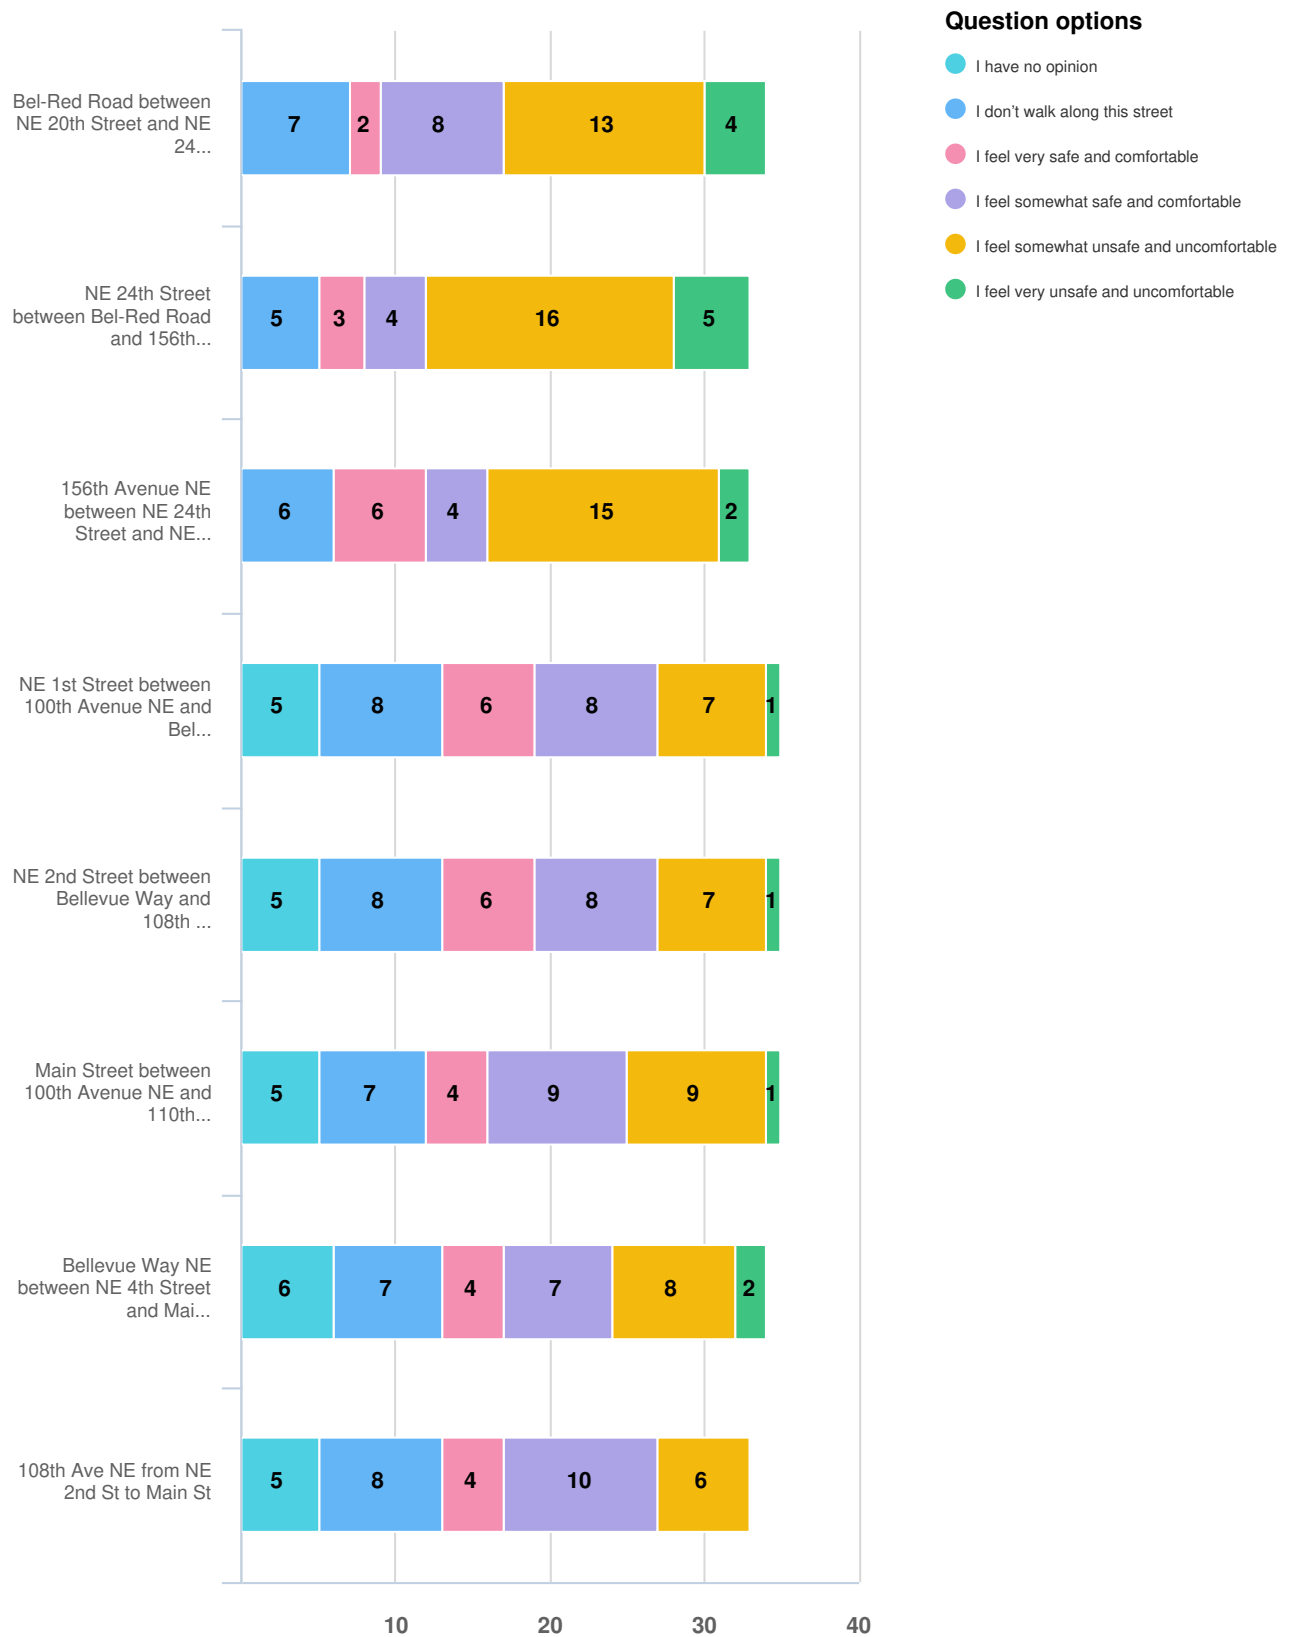 Question options
I have no opinion
I don't walk along this street
I feel very safe and comfortable
I feel somewhat safe and comfortable
I feel somewhat unsafe and uncomfortable
I feel very unsafe and uncomfortable
Bel-Red Road between
NE 20th Street and NE
24...
7 2 8 13 4
NE 24th Street
between Bel-Red Road
and 156th...
5 3 4 16 5
156th Avenue NE
between NE 24th
Street and NE...
6 6 4 15 2
NE 1st Street between
100th Avenue NE and
Bel...
5 8 6 8 7 1
NE 2nd Street between
Bellevue Way and
108th ...
5 8 6 8 7 1
Main Street between
100th Avenue NE and
110th...
5 7 4 9 9 1
Bellevue Way NE
between NE 4th Street
and Mai...
6 7 4 7 8 2
108th Ave NE from NE
2nd St to Main St
5 8 4 10 6
10 20 30 40